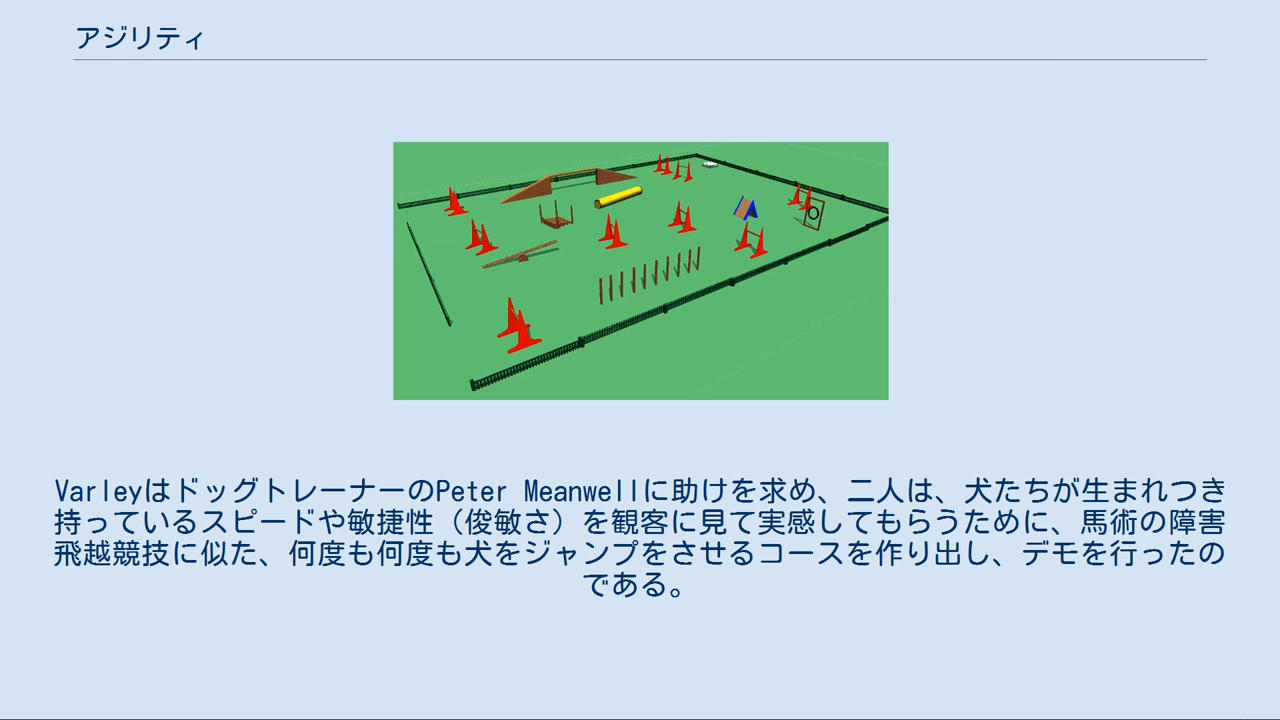 アジリティ
VarleyはドッグトレーナーのPeter Meanwellに助けを求め、二人は、犬たちが生まれつき
持っているスピードや敏捷性（俊敏さ）を観客に見て実感してもらうために、馬術の障害
飛越競技に似た、何度も何度も犬をジャンプをさせるコースを作り出し、デモを行ったの
である。